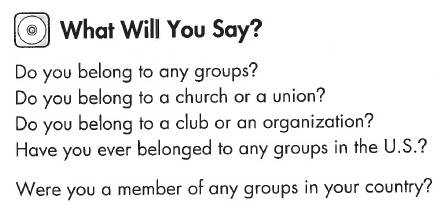 What Will You Say?
Do you belong to any groups?
Do you belong to a church or a union?
Do you belong to a club or an organization?
Have you ever belonged to any groups in the U.S.?
Were you a member of any groups in your country?